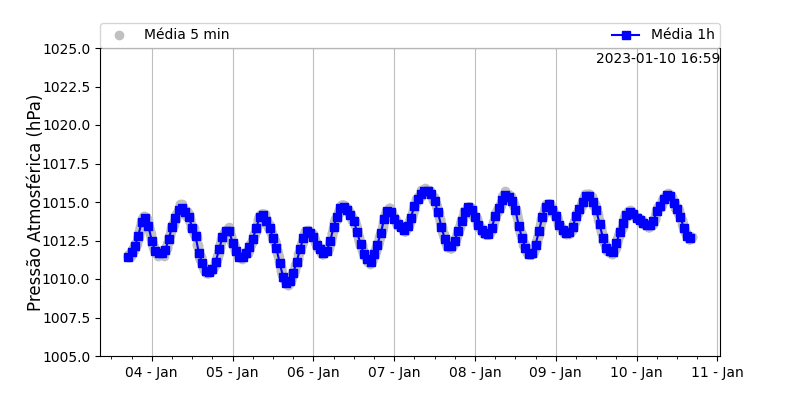 Média 5 min
Média 1h
2023-01-10 16:59
Pressão Atmosférica (hPa)
1025.0
1022.5
1020.0
1017.5
1015.0
1012.5
1010.0
1007.5
1005.0
04 - Jan
05 - Jan
06 - Jan
07 - Jan
08 - Jan
09 - Jan
10 - Jan
11 - Jan